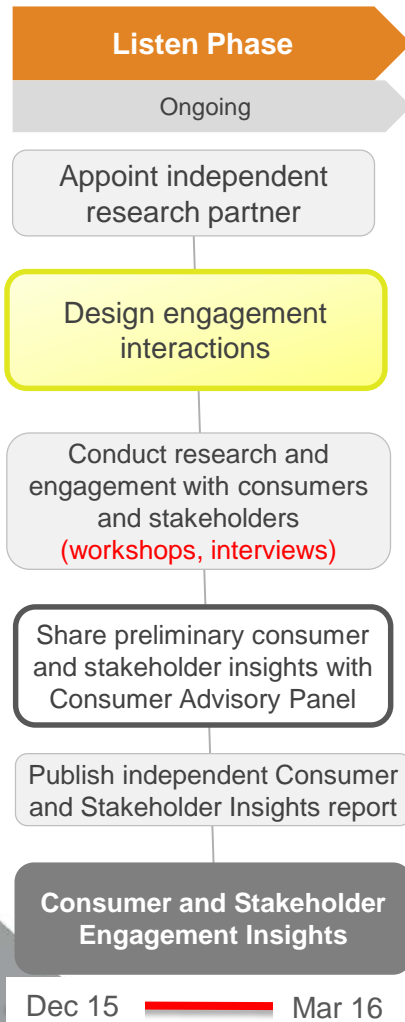 Listen Phase
Ongoing
Appoint independent
research partner
Design engagement
interactions
Conduct research and
engagement with consumers
and stakeholders
(workshops, interviews)
Share preliminary consumer
and stakeholder insights with
Consumer Advisory Panel
Publish independent Consumer
and Stakeholder Insights report
Consumer and Stakeholder
Engagement Insights
Dec 15 Mar 16